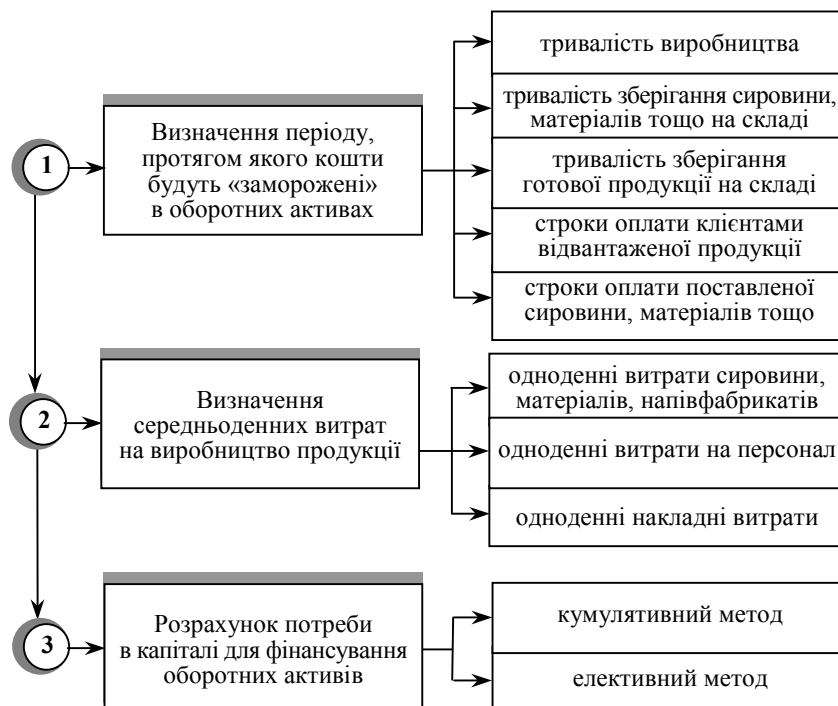 1
Визначення періоду,
протягом якого кошти
будуть «заморожені»
в оборотних активах
тривалість виробництва
тривалість зберігання сировини,
матеріалів тощо на складі
тривалість зберігання
готової продукції на складі
строки оплати клієнтами
відвантаженої продукції
строки оплати поставленої
сировини, матеріалів тощо
2
Визначення
середньоденних витрат
на виробництво продукції
одноденні витрати сировини,
матеріалів, напівфабрикатів
одноденні витрати на персонал
одноденні накладні витрати
3
Розрахунок потреби
в капіталі для фінансування
оборотних активів
кумулятивний метод
елективний метод